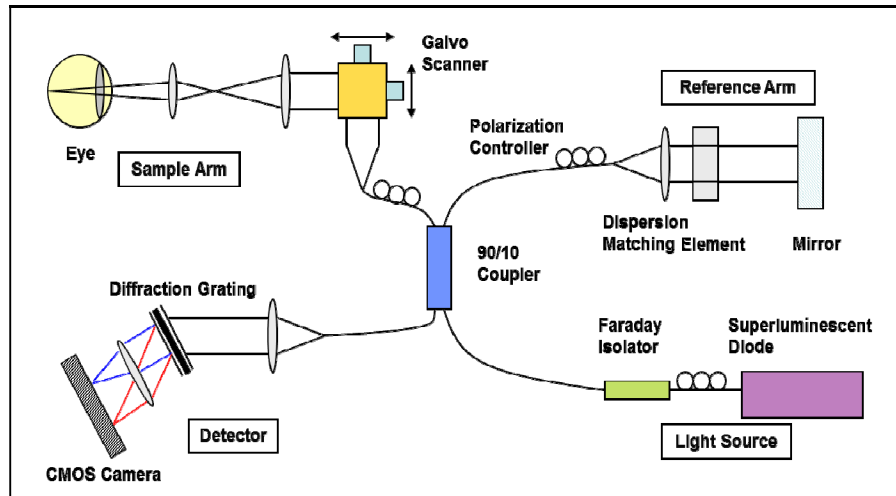 Galvo
Scanner
Reference Arm
Polarization
Controller
Eye
Sample Arm
Dispersion
Matching Element
Mirror
90/10
Coupler
Diffraction Grating
Faraday
Isolator
Superluminescent
Diode
Detector
Light Source
CMOS Camera